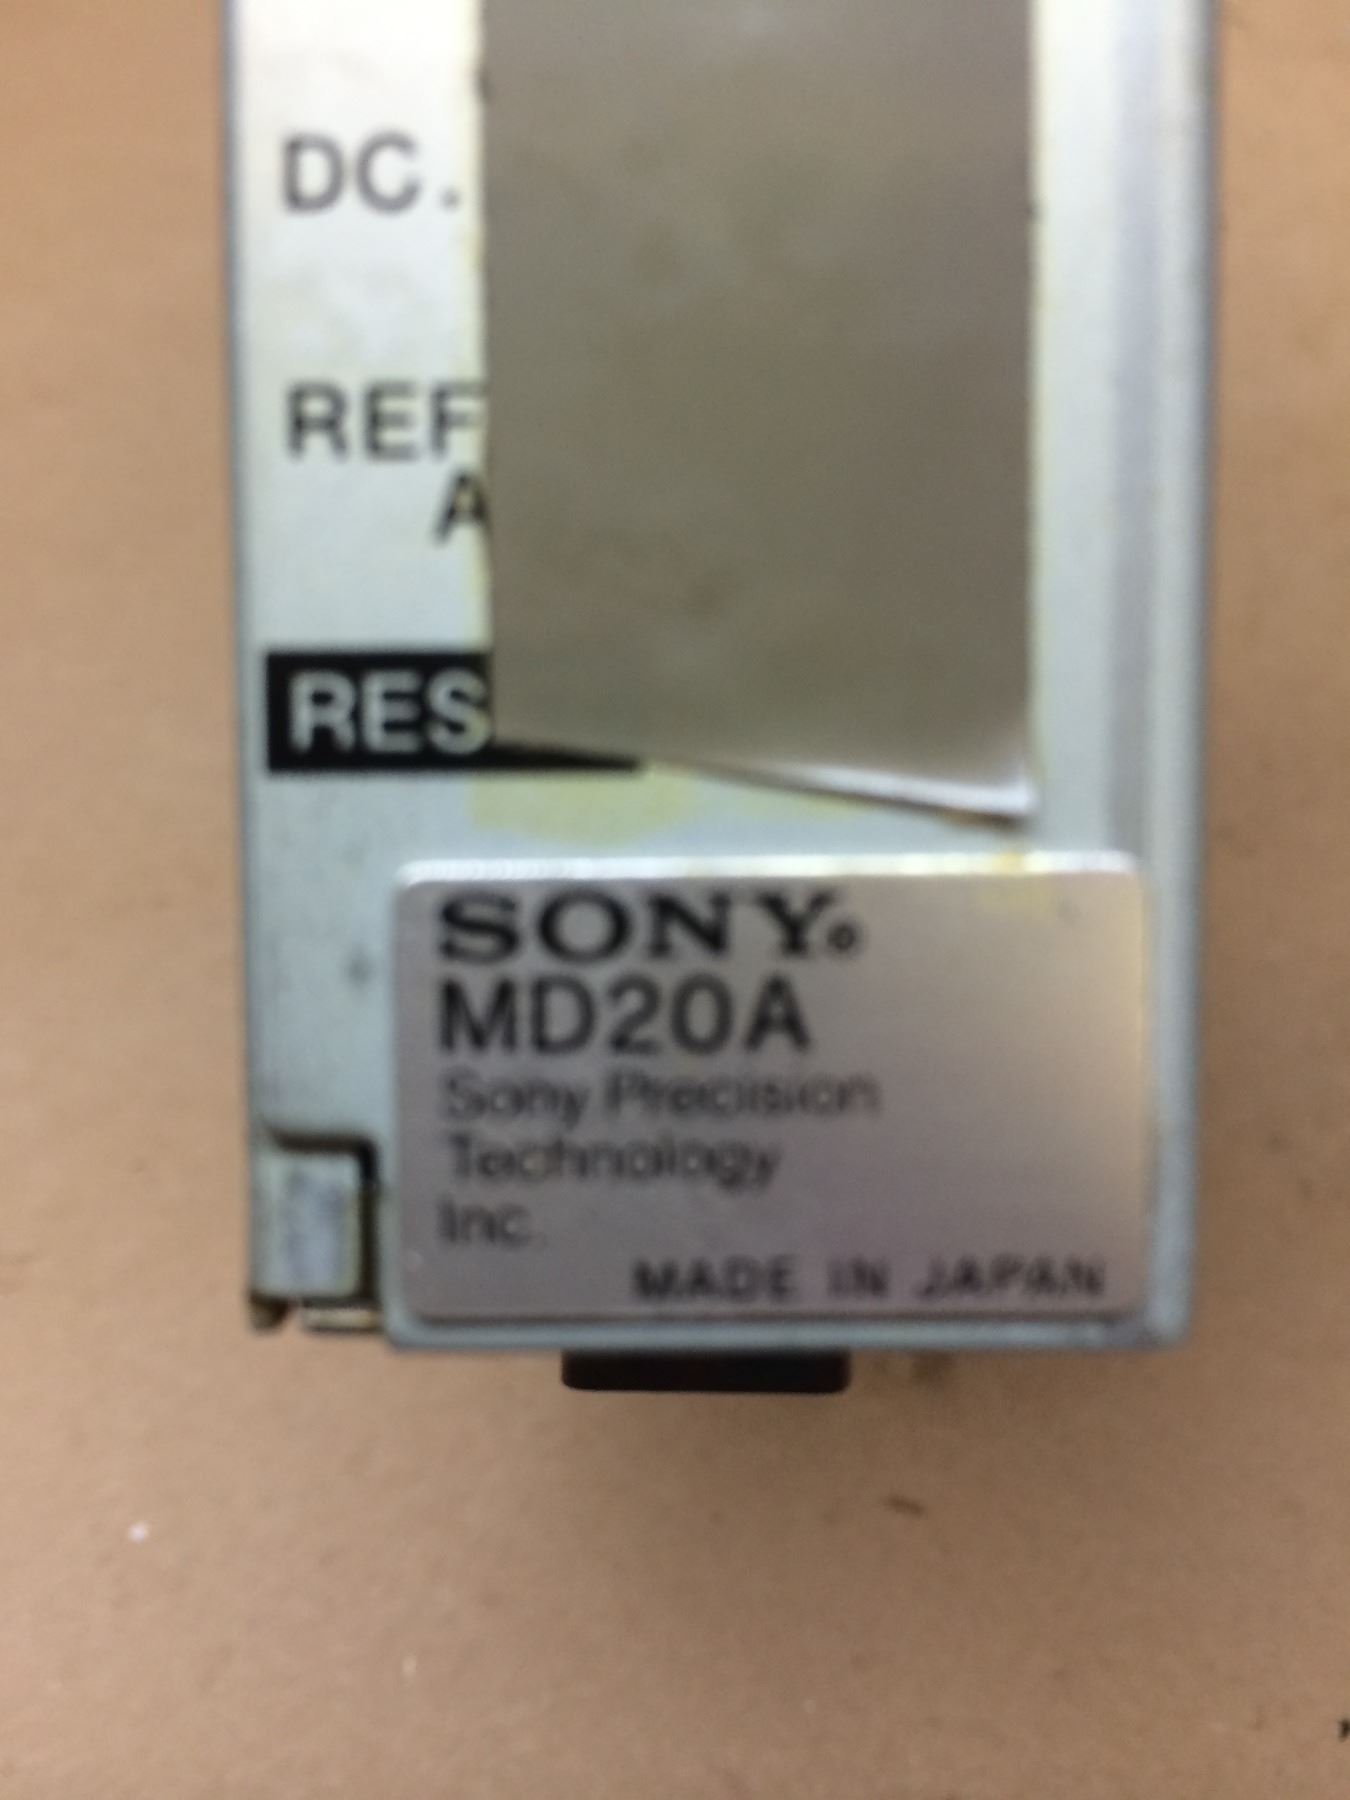 DC.
REF
A
RES
SONY®
MD20A
Sony Precision
Technology
Inc.
MADE IN JAPAN